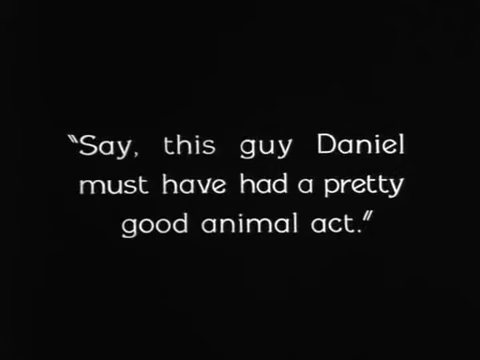 "Say, this guy Daniel
must have had a pretty
good animal act."